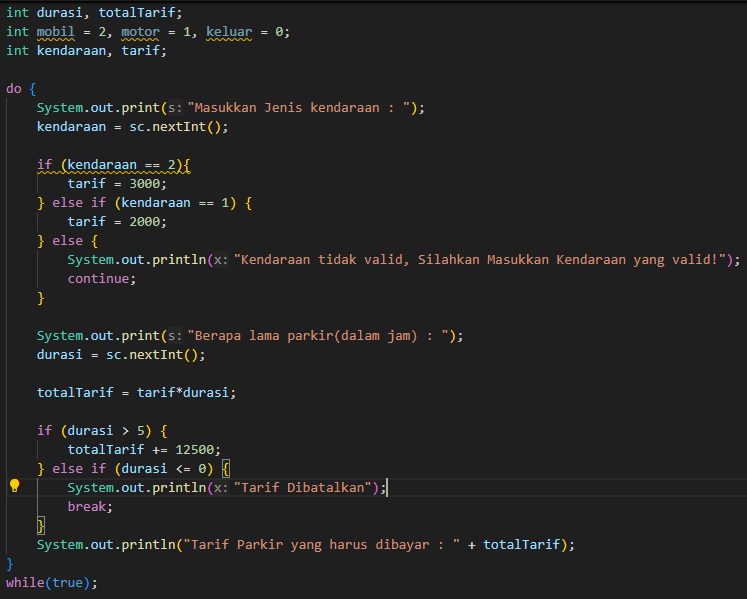 int durasi, totalTarif;
int mobil = 2, motor = 1, keluar = 0;
int kendaraan, tarif;
do {
System.out.print(s: "Masukkan Jenis kendaraan : ");
kendaraan = sc.nextInt();
if (kendaraan == 2){
tarif = 3000;
} else if (kendaraan == 1) {
tarif = 2000;
} else {
System.out.println(x: "Kendaraan tidak valid, Silahkan Masukkan Kendaraan yang valid!");
continue;
}
System.out.print(s: "Berapa lama parkir(dalam jam) : ");
durasi = sc.nextInt();
totalTarif = tarif*durasi;
if (durasi > 5) {
totalTarif += 12500;
} else if (durasi <= 0) {
System.out.println(x: "Tarif Dibatalkan");
break;
}
System.out.println("Tarif Parkir yang harus dibayar : " + totalTarif);
}
while(true);